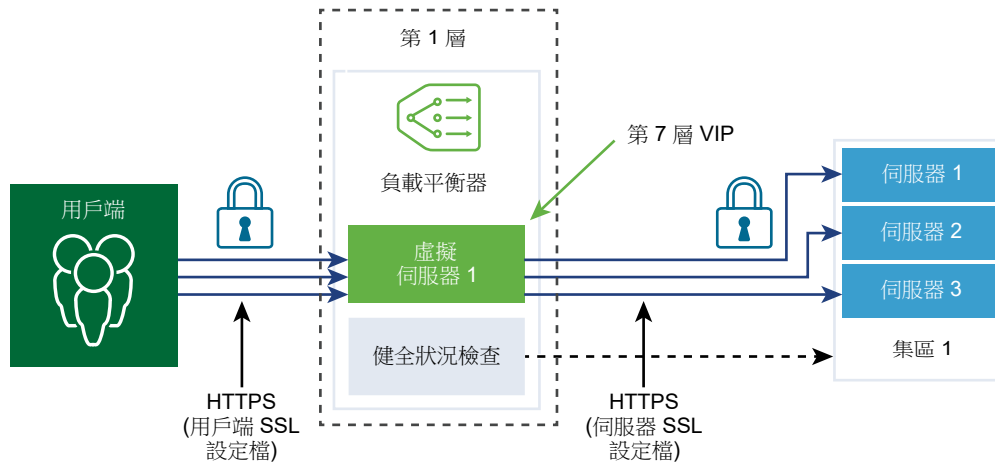 第 1 層
負載平衡器
第 7 層 VIP
用戶端
虛擬
伺服器 1
伺服器 1
伺服器 2
伺服器 3
集區 1
健全狀況檢查
HTTPS
(用戶端 SSL
設定檔)
HTTPS
(伺服器 SSL
設定檔)